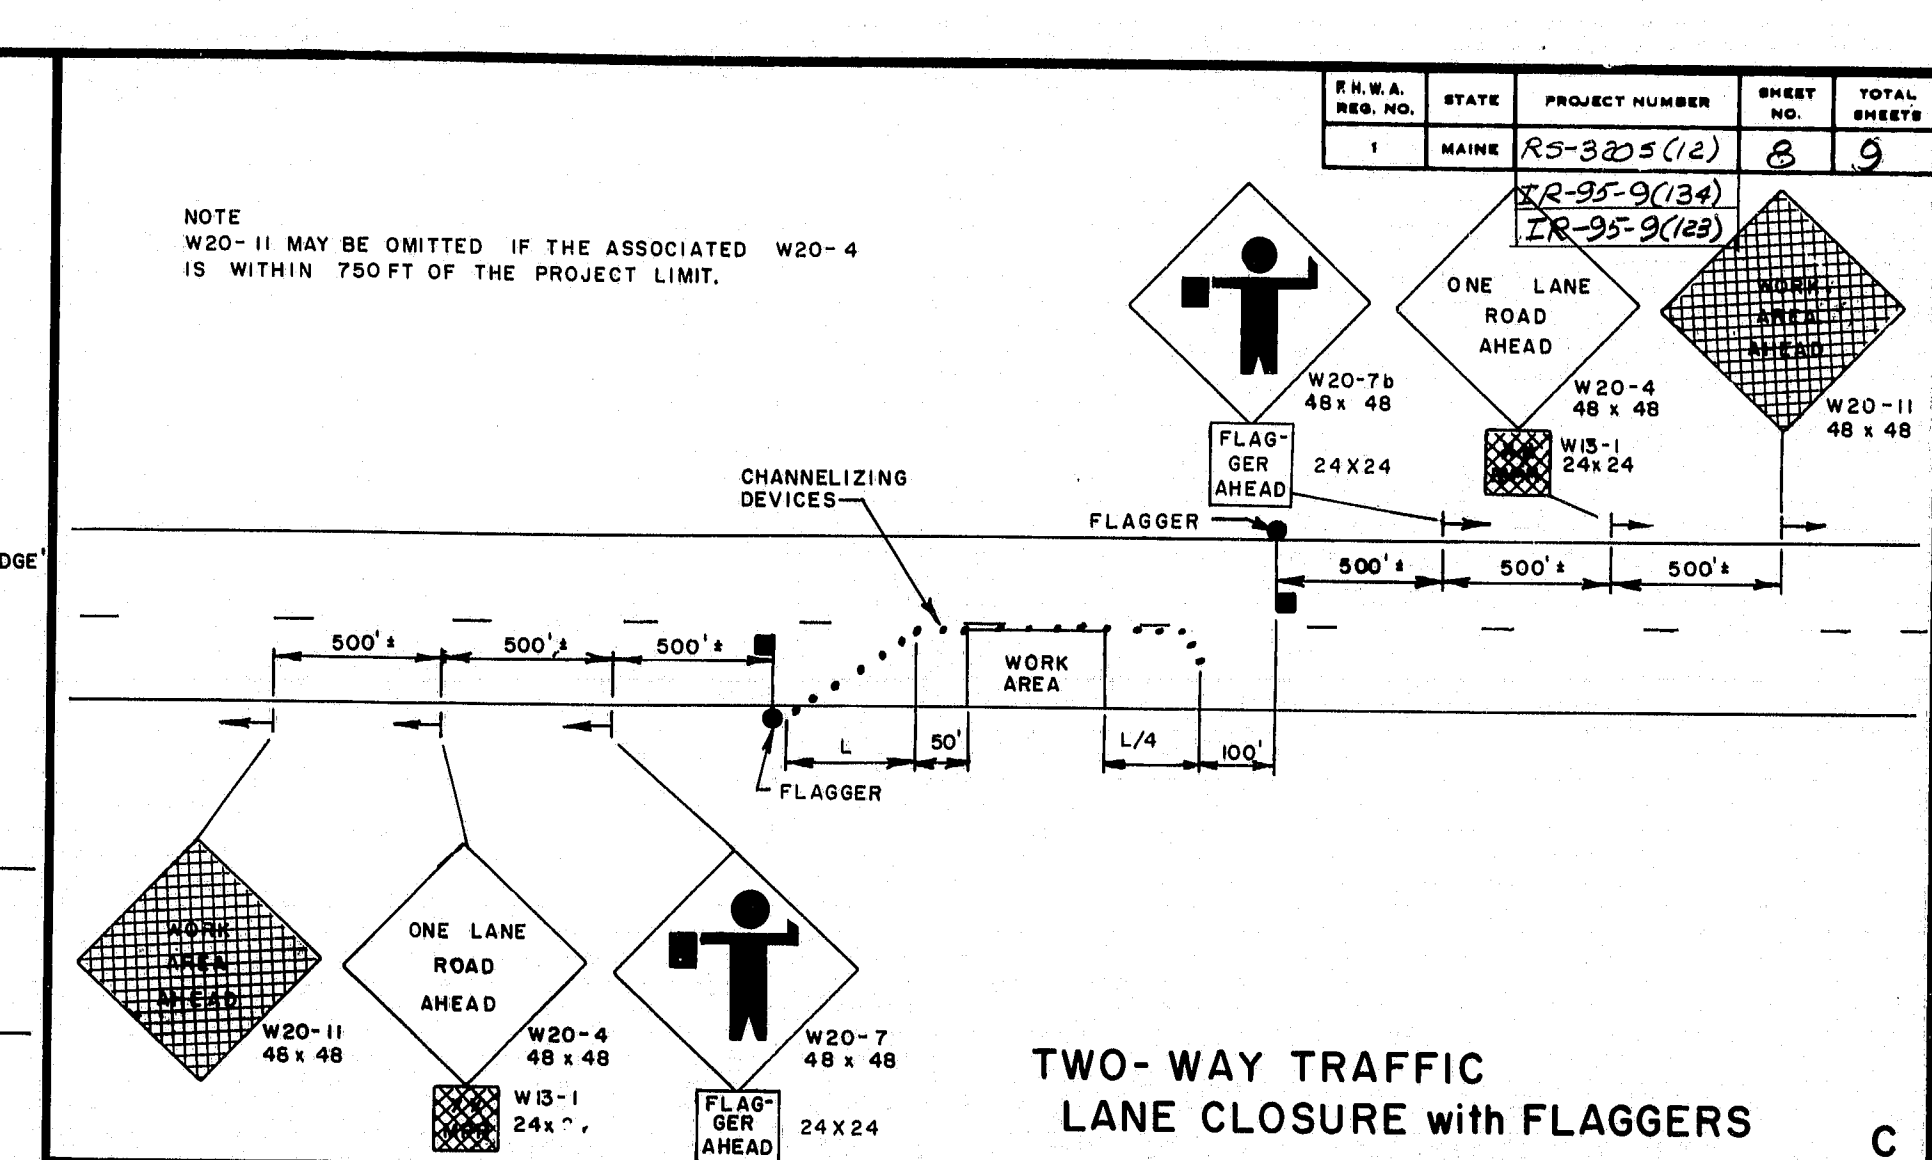 F.H.W.A. REG. NO.
STATE
PROJECT NUMBER
SHEET NO.
TOTAL SHEETS
1
MAINE
RS-3205(12)
8
9
IR-95-9(134)
IR-95-9(123)
NOTE
W20-11 MAY BE OMITTED IF THE ASSOCIATED W20-4
IS WITHIN 750 FT OF THE PROJECT LIMIT.
ONE LANE
ROAD
AHEAD
WORK
AREA
AHEAD
W20-7b
48 x 48
W20-4
48 x 48
W20-11
48 x 48
FLAG-
GER
AHEAD
24X24
W13-1
24x24
CHANNELIZING
DEVICES
FLAGGER
DGE'
500'±
500'±
500'±
500'±
500'±
500'±
WORK
AREA
L
50'
L/4
100'
FLAGGER
WORK
AREA
AHEAD
W20-11
48 x 48
ONE LANE
ROAD
AHEAD
W20-4
48 x 48
W20-7
48 x 48
W13-1
24x
MPH
FLAG-
GER
AHEAD
24X24
TWO-WAY TRAFFIC
LANE CLOSURE with FLAGGERS
C